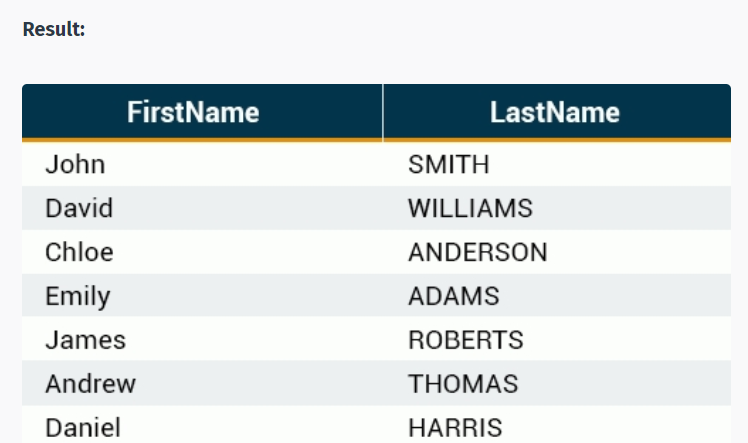 Result:
FirstName LastName
John SMITH
David WILLIAMS
Chloe ANDERSON
Emily ADAMS
James ROBERTS
Andrew THOMAS
Daniel HARRIS